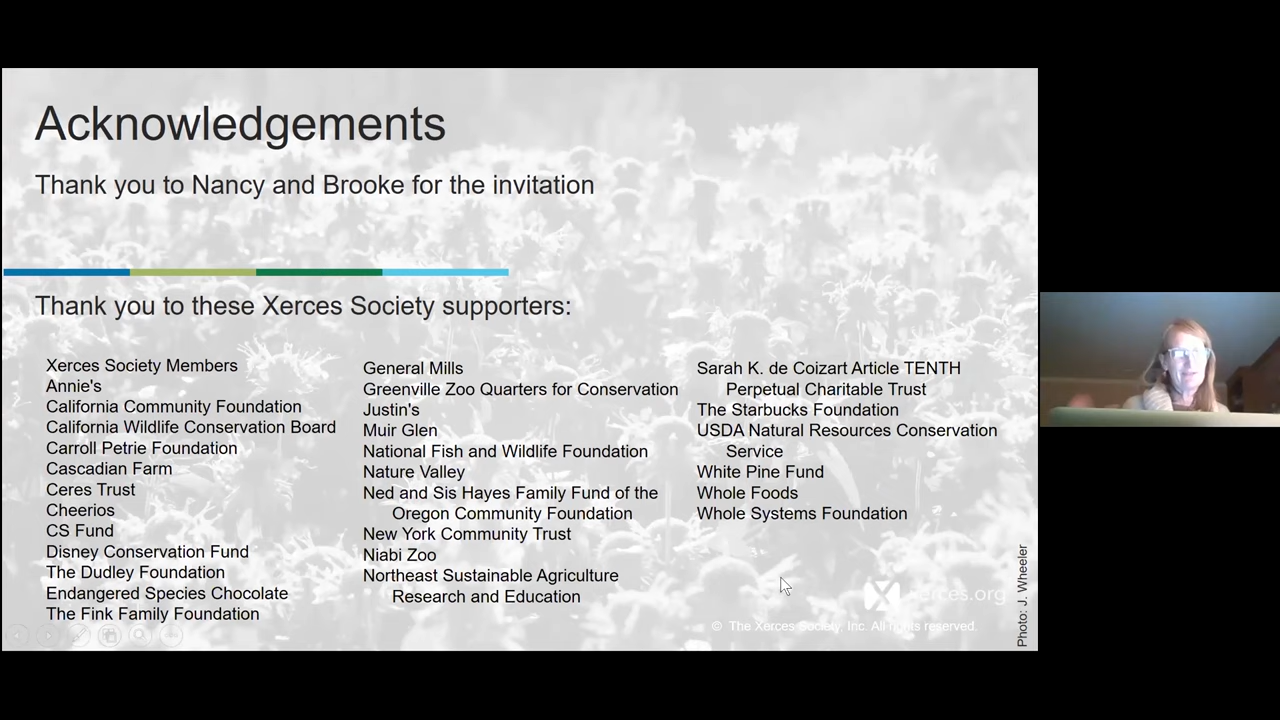 Acknowledgements
Thank you to Nancy and Brooke for the invitation
Thank you to these Xerces Society supporters:
Xerces Society Members
Annie's
California Community Foundation
California Wildlife Conservation Board
Carroll Petrie Foundation
Cascadian Farm
Ceres Trust
Cheerios
CS Fund
Disney Conservation Fund
The Dudley Foundation
Endangered Species Chocolate
The Fink Family Foundation
General Mills
Greenville Zoo Quarters for Conservation
Justin's
Muir Glen
National Fish and Wildlife Foundation
Nature Valley
Ned and Sis Hayes Family Fund of the
Oregon Community Foundation
New York Community Trust
Niabi Zoo
Northeast Sustainable Agriculture
Research and Education
Sarah K. de Coizart Article TENTH
Perpetual Charitable Trust
The Starbucks Foundation
USDA Natural Resources Conservation
Service
White Pine Fund
Whole Foods
Whole Systems Foundation
xerces.org
© The Xerces Society, Inc. All rights reserved.
Photo: J. Wheeler